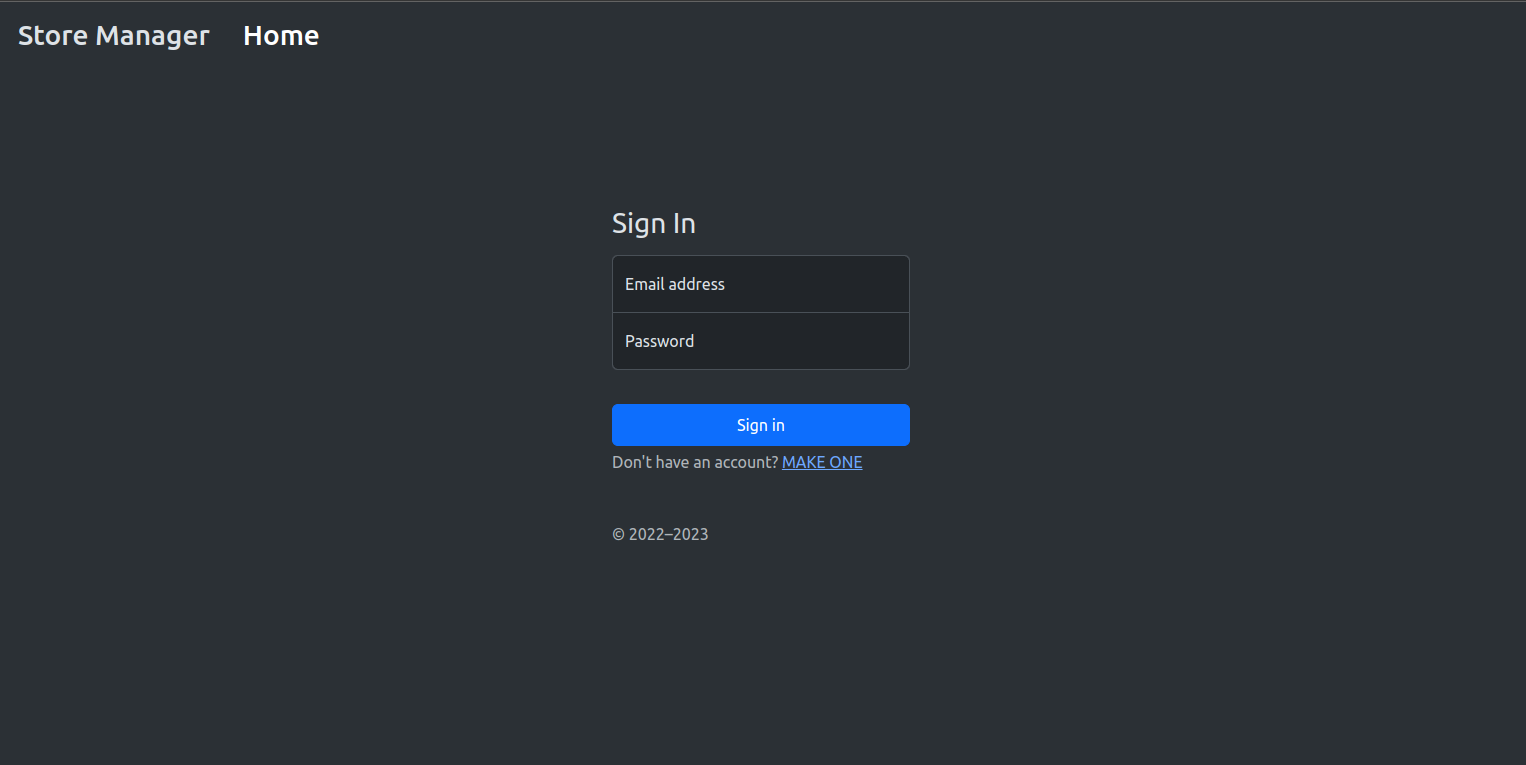 Store Manager Home
Sign In
Email address
Password
Sign in
Don't have an account? MAKE ONE
© 2022–2023